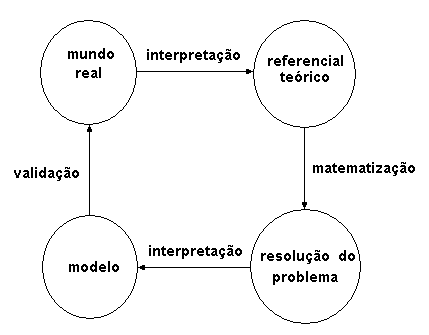 mundo
real
interpretação
referencial
teórico
validação
matematização
modelo
interpretação
resolução do
problema